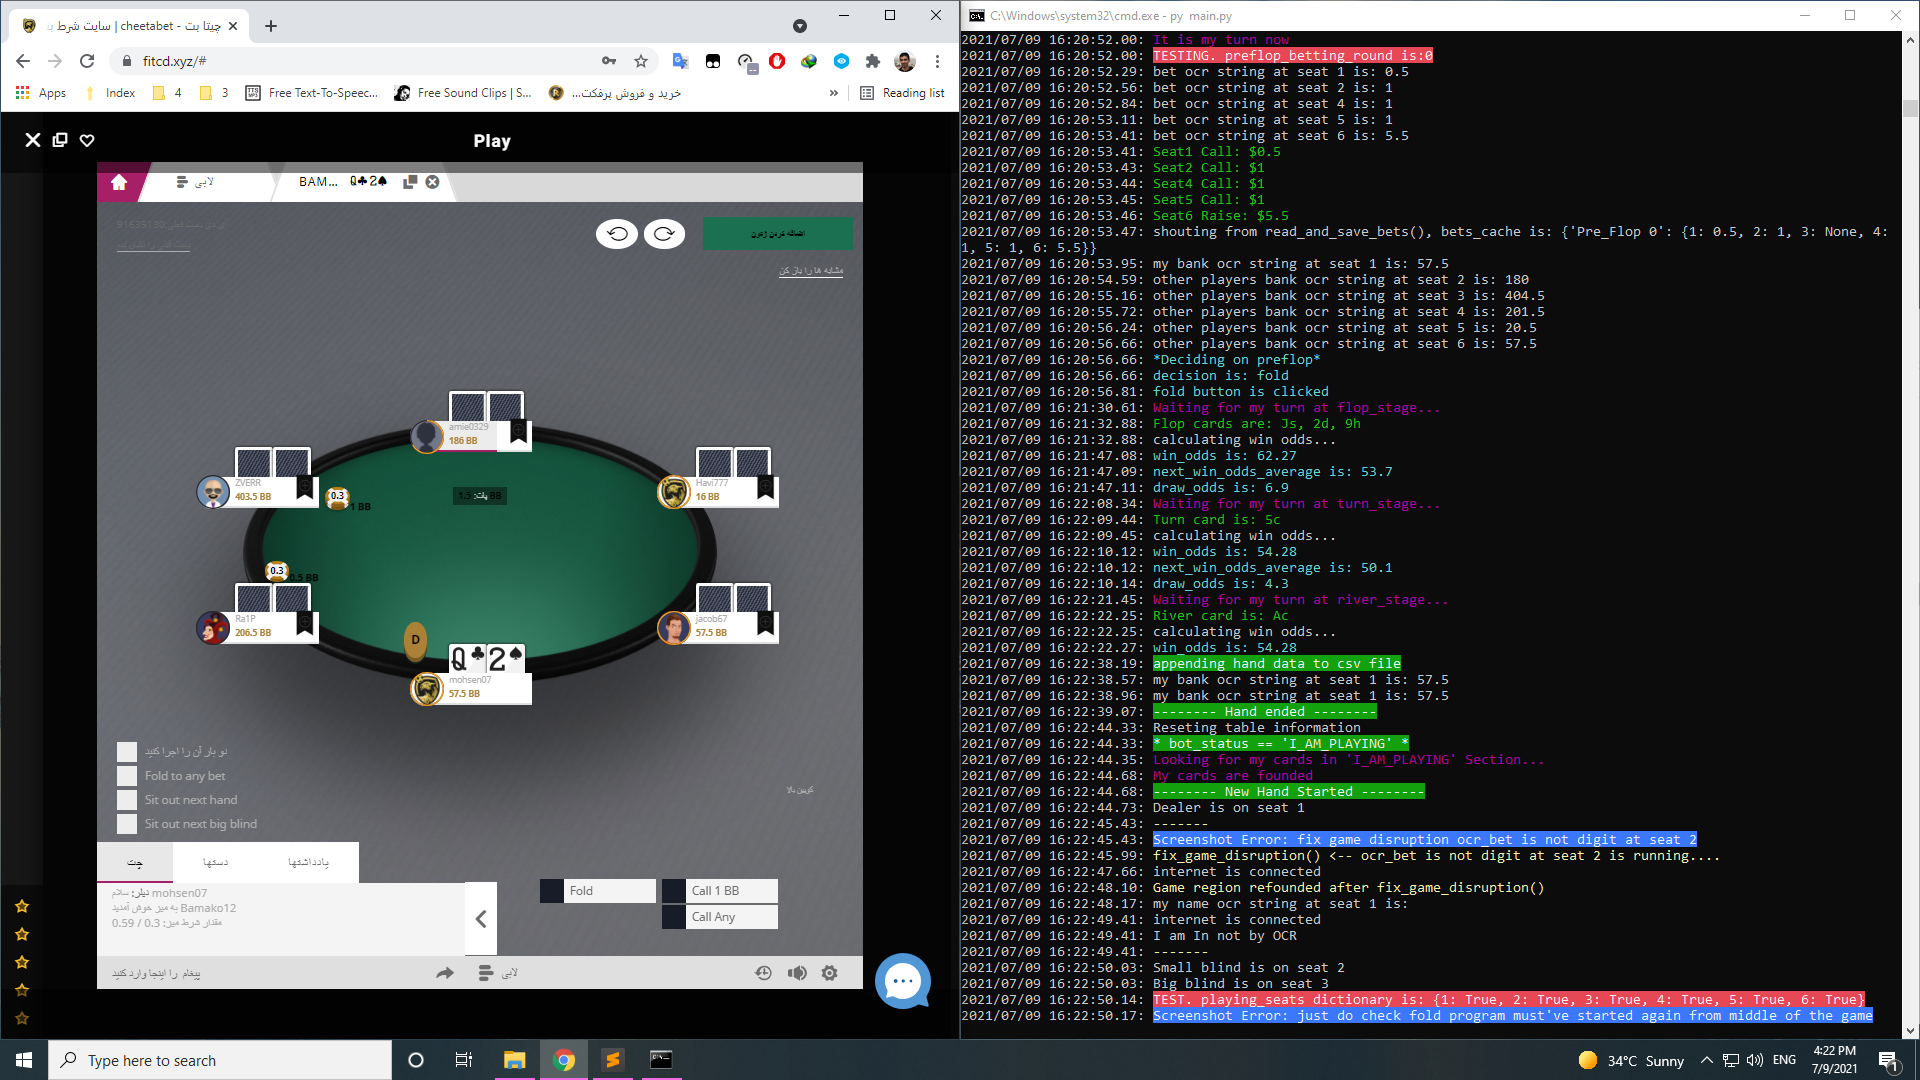 چیتا بت - cheetabet | سایت شرط ب
fitcd.xyz/#
Apps
Index
4
3
Free Text-To-Speec...
Free Sound Clips | S...
خرید و فروش پرفکت...
»
Reading list
Play
لابی
BAM... Q♣2♠
91635130
اضافه کردن ژتون
مشابه ها را باز کن
amie0329
186 BB
ZVERR
403.5 BB
0.3
1 BB
پات: 1.5 BB
Havi777
16 BB
0.3
0.5 BB
Ra1P
206.5 BB
jacob67
57.5 BB
D
Q♣ 2♠
mohsen07
57.5 BB
دو بار آن را اجرا کنید
Fold to any bet
Sit out next hand
Sit out next big blind
کمپین بالا
چت
دستها
یادداشتها
دیلر: سلام mohsen07
به میز خوش آمدید Bamako12
مقدار شرط میز: 0.3 / 0.59
Fold
Call 1 BB
Call Any
پیغام را اینجا وارد کنید
لابی
C:\Windows\system32\cmd.exe - py main.py
2021/07/09 16:20:52.00: It is my turn now
2021/07/09 16:20:52.00: TESTING. preflop_betting_round is:0
2021/07/09 16:20:52.29: bet ocr string at seat 1 is: 0.5
2021/07/09 16:20:52.56: bet ocr string at seat 2 is: 1
2021/07/09 16:20:52.84: bet ocr string at seat 4 is: 1
2021/07/09 16:20:53.11: bet ocr string at seat 5 is: 1
2021/07/09 16:20:53.41: bet ocr string at seat 6 is: 5.5
2021/07/09 16:20:53.41: Seat1 Call: $0.5
2021/07/09 16:20:53.43: Seat2 Call: $1
2021/07/09 16:20:53.44: Seat4 Call: $1
2021/07/09 16:20:53.45: Seat5 Call: $1
2021/07/09 16:20:53.46: Seat6 Raise: $5.5
2021/07/09 16:20:53.47: shouting from read_and_save_bets(), bets_cache is: {'Pre_Flop 0': {1: 0.5, 2: 1, 3: None, 4:
1, 5: 1, 6: 5.5}}
2021/07/09 16:20:53.95: my bank ocr string at seat 1 is: 57.5
2021/07/09 16:20:54.59: other players bank ocr string at seat 2 is: 180
2021/07/09 16:20:55.16: other players bank ocr string at seat 3 is: 404.5
2021/07/09 16:20:55.72: other players bank ocr string at seat 4 is: 201.5
2021/07/09 16:20:56.24: other players bank ocr string at seat 5 is: 20.5
2021/07/09 16:20:56.66: other players bank ocr string at seat 6 is: 57.5
2021/07/09 16:20:56.66: *Deciding on preflop*
2021/07/09 16:20:56.66: decision is: fold
2021/07/09 16:20:56.81: fold button is clicked
2021/07/09 16:21:30.61: Waiting for my turn at flop_stage...
2021/07/09 16:21:32.88: Flop cards are: Js, 2d, 9h
2021/07/09 16:21:32.88: calculating win odds...
2021/07/09 16:21:47.08: win_odds is: 62.27
2021/07/09 16:21:47.09: next_win_odds_average is: 53.7
2021/07/09 16:21:47.11: draw_odds is: 6.9
2021/07/09 16:22:08.34: Waiting for my turn at turn_stage...
2021/07/09 16:22:09.44: Turn card is: 5c
2021/07/09 16:22:09.45: calculating win odds...
2021/07/09 16:22:10.12: win_odds is: 54.28
2021/07/09 16:22:10.12: next_win_odds_average is: 50.1
2021/07/09 16:22:10.14: draw_odds is: 4.3
2021/07/09 16:22:21.45: Waiting for my turn at river_stage...
2021/07/09 16:22:22.25: River card is: Ac
2021/07/09 16:22:22.25: calculating win odds...
2021/07/09 16:22:22.27: win_odds is: 54.28
2021/07/09 16:22:38.19: appending hand data to csv file
2021/07/09 16:22:38.57: my bank ocr string at seat 1 is: 57.5
2021/07/09 16:22:38.96: my bank ocr string at seat 1 is: 57.5
2021/07/09 16:22:39.07: -------- Hand ended --------
2021/07/09 16:22:44.33: Reseting table information
2021/07/09 16:22:44.33: * bot_status == 'I_AM_PLAYING' *
2021/07/09 16:22:44.35: Looking for my cards in 'I_AM_PLAYING' Section...
2021/07/09 16:22:44.68: My cards are founded
2021/07/09 16:22:44.68: -------- New Hand Started --------
2021/07/09 16:22:44.73: Dealer is on seat 1
2021/07/09 16:22:45.43: -------
2021/07/09 16:22:45.43: Screenshot Error: fix game disruption ocr_bet is not digit at seat 2
2021/07/09 16:22:45.99: fix_game_disruption() <-- ocr_bet is not digit at seat 2 is running....
2021/07/09 16:22:47.66: internet is connected
2021/07/09 16:22:48.10: Game region refounded after fix_game_disruption()
2021/07/09 16:22:48.17: my name ocr string at seat 1 is:
2021/07/09 16:22:49.41: internet is connected
2021/07/09 16:22:49.41: I am In not by OCR
2021/07/09 16:22:49.41: -------
2021/07/09 16:22:50.03: Small blind is on seat 2
2021/07/09 16:22:50.03: Big blind is on seat 3
2021/07/09 16:22:50.14: TEST. playing_seats dictionary is: {1: True, 2: True, 3: True, 4: True, 5: True, 6: True}
2021/07/09 16:22:50.17: Screenshot Error: just do check fold program must've started again from middle of the game
Type here to search
34°C Sunny
ENG
4:22 PM
7/9/2021
1